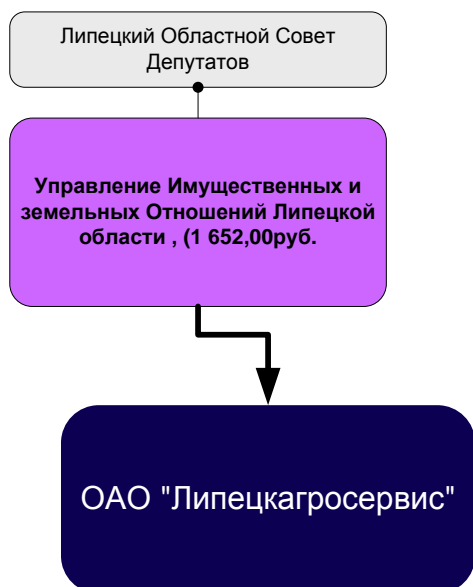 Липецкий Областной Совет
Депутатов
Управление Имущественных и
земельных Отношений Липецкой
области , (1 652,00руб.
ОАО "Липецкагросервис"